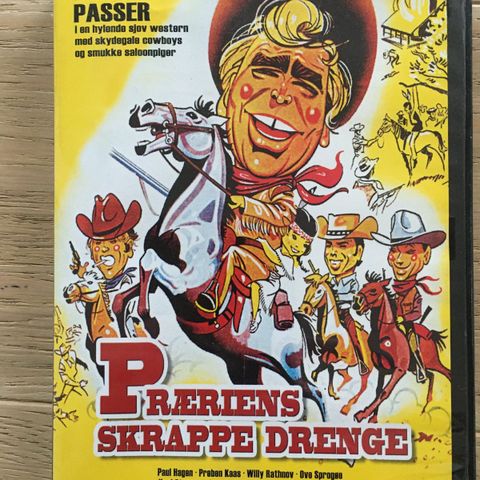 PASSER
i en hylende sjov western
med skydegale cowboys
og smukke saloonpiger
PRÆRIENS
SKRAPPE DRENGE
Paul Hagen · Preben Kaas · Willy Rathnov · Ove Sprogøe